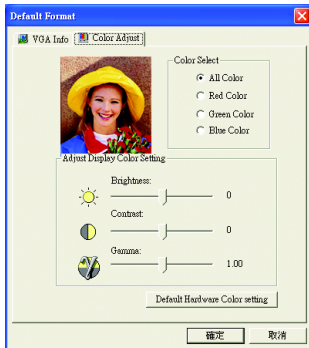 Default Format
VGA Info
Color Adjust
Color Select
All Color
Red Color
Green Color
Blue Color
Adjust Display Color Setting
Brightness:
0
Contrast:
0
Gamma:
1.00
Default Hardware Color setting
確定
取消